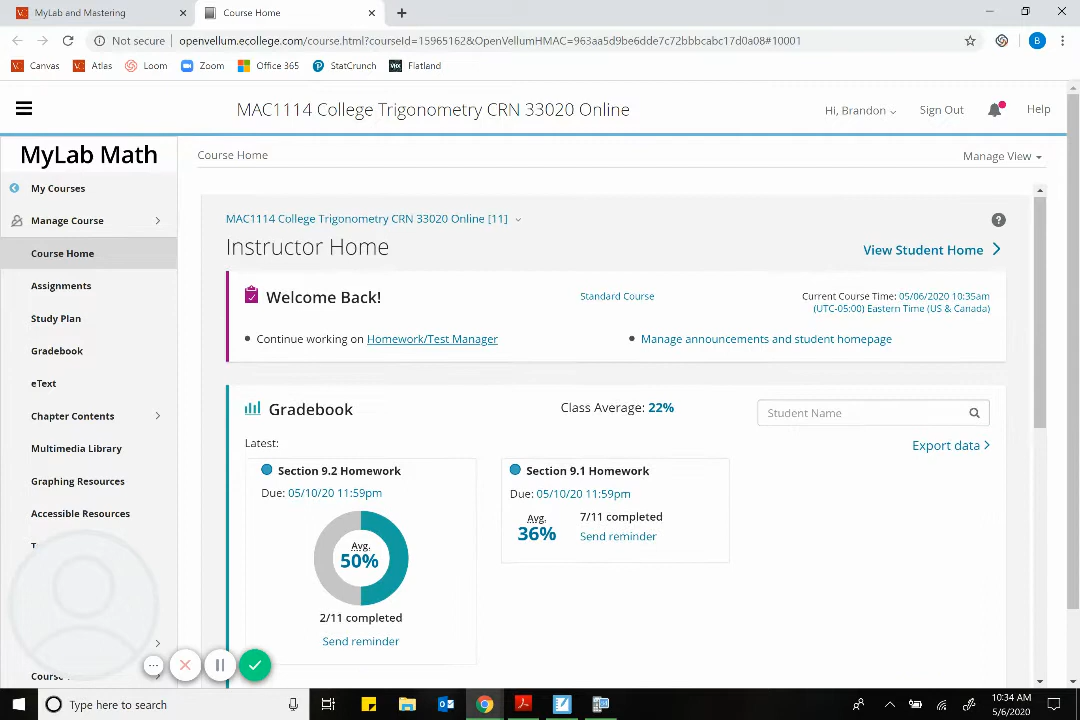 MyLab and Mastering
Course Home
Not secure
openvellum.ecollege.com/course.html?courseId=15965162&OpenVellumHMAC=963aa5d9be6dde7c72bbbcabc17d0a08#10001
B
Canvas
Atlas
Loom
Zoom
Office 365
StatCrunch
Flatland
MAC1114 College Trigonometry CRN 33020 Online
Hi, Brandon
Sign Out
Help
MyLab Math
Course Home
Manage View
My Courses
Manage Course
Course Home
Assignments
Study Plan
Gradebook
eText
Chapter Contents
Multimedia Library
Graphing Resources
Accessible Resources
MAC1114 College Trigonometry CRN 33020 Online [11]
Instructor Home
View Student Home
Welcome Back!
Standard Course
Current Course Time: 05/06/2020 10:35am
(UTC-05:00) Eastern Time (US & Canada)
Continue working on Homework/Test Manager
Manage announcements and student homepage
Gradebook
Class Average: 22%
Student Name
Export data
Latest:
Section 9.2 Homework
Due: 05/10/20 11:59pm
Avg.
50%
2/11 completed
Send reminder
Section 9.1 Homework
Due: 05/10/20 11:59pm
Avg.
36%
7/11 completed
Send reminder
Type here to search
10:34 AM
5/6/2020